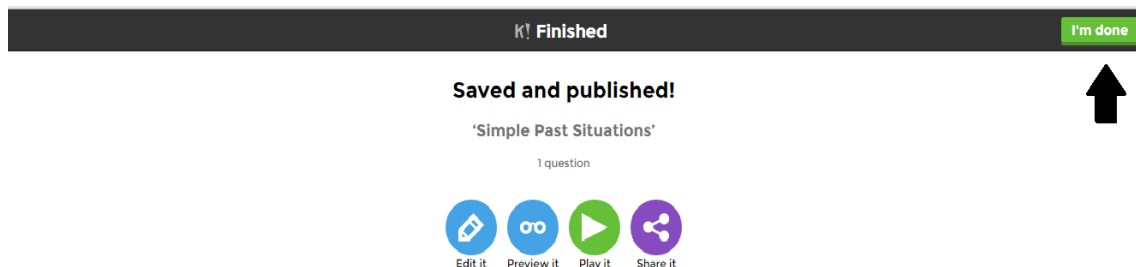 K! Finished
I'm done
Saved and published!
‘Simple Past Situations’
1 question
Edit it Preview it Play it Share it